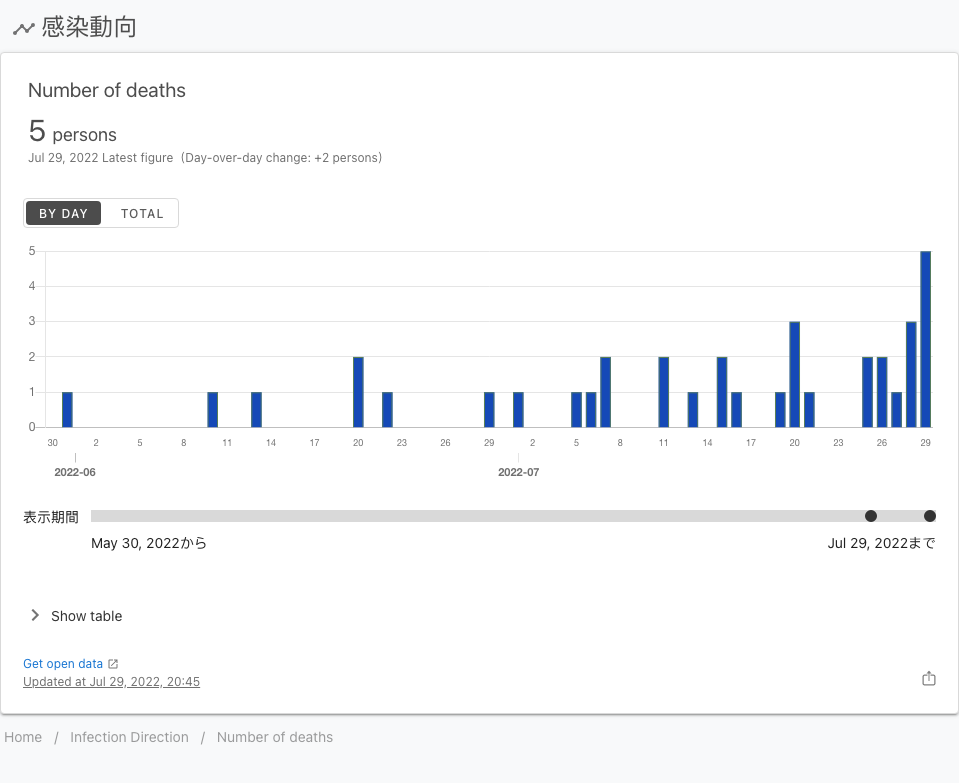 感染動向
Number of deaths
5 persons
Jul 29, 2022 Latest figure (Day-over-day change: +2 persons)
BY DAY TOTAL
5
4
3
2
1
0
30 2 5 8 11 14 17 20 23 26 29 2 5 8 11 14 17 20 23 26 29
2022-06 2022-07
表示期間
May 30, 2022から Jul 29, 2022まで
Show table
Get open data
Updated at Jul 29, 2022, 20:45
Home / Infection Direction / Number of deaths